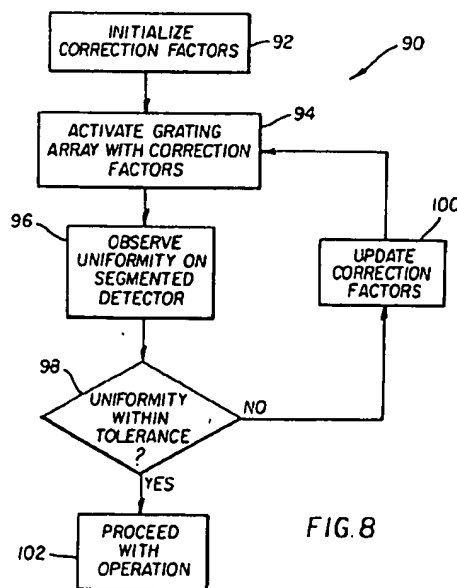 INITIALIZE
CORRECTION FACTORS
92
90
94
ACTIVATE GRATING
ARRAY WITH CORRECTION
FACTORS
96
OBSERVE
UNIFORMITY ON
SEGMENTED
DETECTOR
100
UPDATE
CORRECTION
FACTORS
98
UNIFORMITY
WITHIN
TOLERANCE
?
NO
YES
102
PROCEED
WITH
OPERATION
FIG. 8